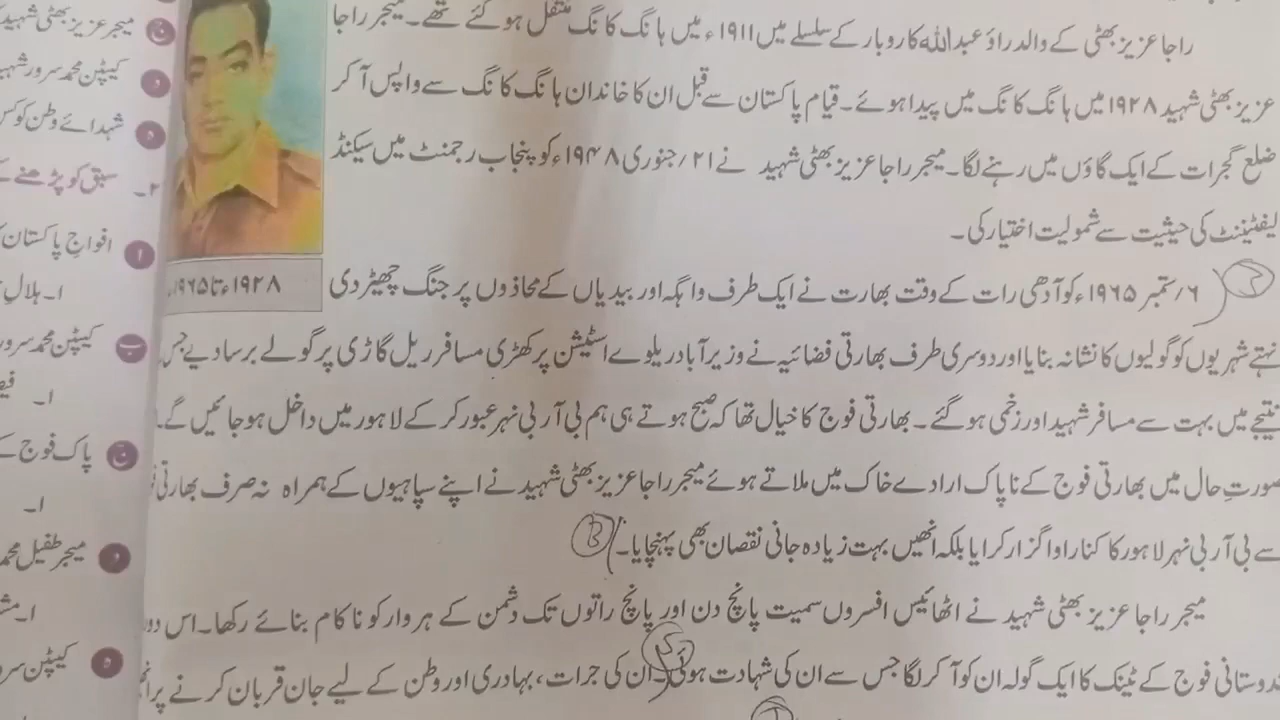 راجا عزیز بھٹی کے والد راؤ عبداللہ کاروبار کے سلسلے میں ۱۹۱۱ء میں ہانگ کانگ منتقل ہو گئے تھے۔ میجر راجا
عزیز بھٹی شہید ۱۹۲۸ میں ہانگ کانگ میں پیدا ہوئے۔ قیام پاکستان سے قبل ان کا خاندان ہانگ کانگ سے واپس آ کر
ضلع گجرات کے ایک گاؤں میں رہنے لگا۔ میجر راجا عزیز بھٹی شہید نے ۲۱/جنوری ۱۹۴۸ء کو پنجاب رجمنٹ میں سیکنڈ
لیفٹیننٹ کی حیثیت سے شمولیت اختیار کی۔
۱۹۲۸ء تا ۱۹۶۵ء
۶/ستمبر ۱۹۶۵ء کو آدھی رات کے وقت بھارت نے ایک طرف واہگہ اور بیدیاں کے محاذوں پر جنگ چھیڑ دی
نہتے شہریوں کو گولیوں کا نشانہ بنایا اور دوسری طرف بھارتی فضائیہ نے وزیر آباد ریلوے اسٹیشن پر کھڑی مسافر ریل گاڑی پر گولے برسا دیے جس
نتیجے میں بہت سے مسافر شہید اور زخمی ہو گئے۔ بھارتی فوج کا خیال تھا کہ صبح ہوتے ہی ہم بی آر بی نہر عبور کر کے لاہور میں داخل ہو جائیں گے۔
صورتِ حال میں بھارتی فوج کے ناپاک ارادے خاک میں ملاتے ہوئے میجر راجا عزیز بھٹی شہید نے اپنے سپاہیوں کے ہمراہ نہ صرف بھارتی
سے بی آر بی نہر لاہور کا کنارا واگزار کرایا بلکہ انھیں بہت زیادہ جانی نقصان بھی پہنچایا۔ B
میجر راجا عزیز بھٹی شہید نے اٹھائیس افسروں سمیت پانچ دن اور پانچ راتوں تک دشمن کے ہر وار کو ناکام بنائے رکھا۔ اس
فوج کے ٹینک کا ایک گولہ ان کو آ کر لگا جس سے ان کی شہادت ہوئی۔ ان کی جرات، بہادری اور وطن کے لیے جان قربان کرنے پر
میجر عزیز بھٹی شہید
کیپٹن محمد سرور شہید
شہدائے وطن کو
۲۔ سبق کو پڑھنے کے
ا افواجِ پاکستان
۱۔ ہلالِ
ب کیپٹن محمد سرور
۱۔
ج پاک فوج کے
۱۔
د میجر طفیل محمد
۱۔
ہ کیپٹن سرور